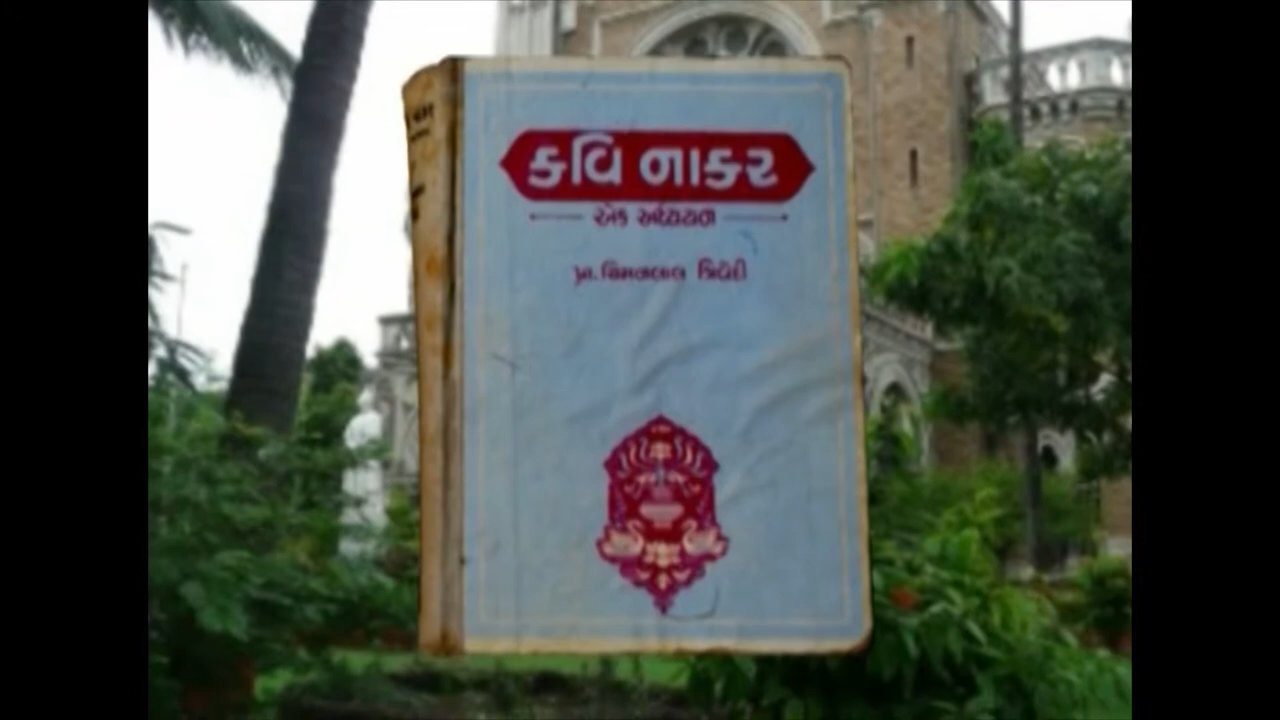 કવિ નાકર
એક અધ્યયન
પ્રા. ચિમનલાલ ત્રિવેદી